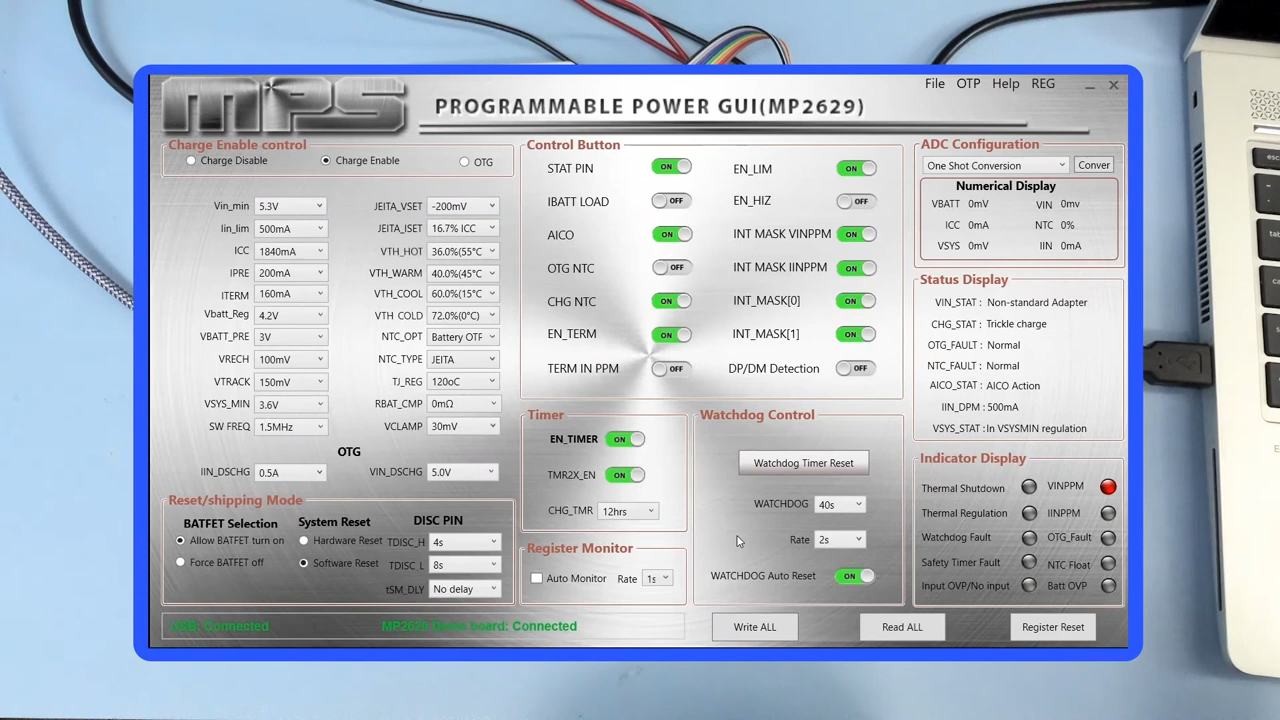 MPS
PROGRAMMABLE POWER GUI(MP2629)
File OTP Help REG
Charge Enable control
Charge Disable
Charge Enable
OTG
Vin_min 5.3V
Iin_lim 500mA
ICC 1840mA
IPRE 200mA
ITERM 160mA
Vbatt_Reg 4.2V
VBATT_PRE 3V
VRECH 100mV
VTRACK 150mV
VSYS_MIN 3.6V
SW FREQ 1.5MHz
JEITA_VSET -200mV
JEITA_ISET 16.7% ICC
VTH_HOT 36.0%(55°C
VTH_WARM 40.0%(45°C
VTH_COOL 60.0%(15°C
VTH COLD 72.0%(0°C)
NTC_OPT Battery OTF
NTC_TYPE JEITA
TJ_REG 120oC
RBAT_CMP 0mΩ
VCLAMP 30mV
OTG
IIN_DSCHG 0.5A
VIN_DSCHG 5.0V
Reset/shipping Mode
BATFET Selection
Allow BATFET turn on
Force BATFET off
System Reset
Hardware Reset
Software Reset
DISC PIN
TDISC_H 4s
TDISC_L 8s
tSM_DLY No delay
Control Button
STAT PIN ON
IBATT LOAD OFF
AICO ON
OTG NTC OFF
CHG NTC ON
EN_TERM ON
TERM IN PPM OFF
EN_LIM ON
EN_HIZ OFF
INT MASK VINPPM ON
INT MASK IINPPM ON
INT_MASK[0] ON
INT_MASK[1] ON
DP/DM Detection OFF
Timer
EN_TIMER ON
TMR2X_EN ON
CHG_TMR 12hrs
Register Monitor
Auto Monitor Rate 1s
Watchdog Control
Watchdog Timer Reset
WATCHDOG 40s
Rate 2s
WATCHDOG Auto Reset ON
ADC Configuration
One Shot Conversion Conver
Numerical Display
VBATT 0mV VIN 0mv
ICC 0mA NTC 0%
VSYS 0mV IIN 0mA
Status Display
VIN_STAT : Non-standard Adapter
CHG_STAT : Trickle charge
OTG_FAULT : Normal
NTC_FAULT : Normal
AICO_STAT : AICO Action
IIN_DPM : 500mA
VSYS_STAT : In VSYSMIN regulation
Indicator Display
Thermal Shutdown VINPPM
Thermal Regulation IINPPM
Watchdog Fault OTG_Fault
Safety Timer Fault NTC Float
Input OVP/No input Batt OVP
USB: Connected
Board: Connected
Write ALL
Read ALL
Register Reset
esc
tab